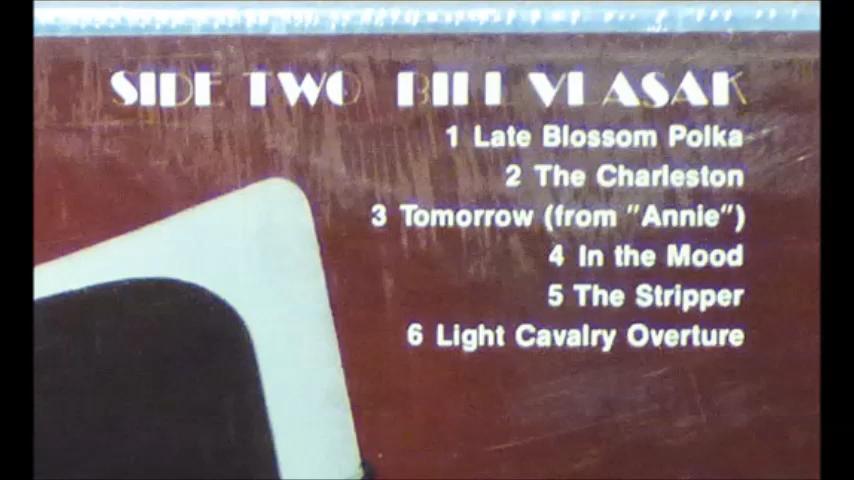 SIDE TWO BILL VLASAK
1 Late Blossom Polka
2 The Charleston
3 Tomorrow (from "Annie")
4 In the Mood
5 The Stripper
6 Light Cavalry Overture